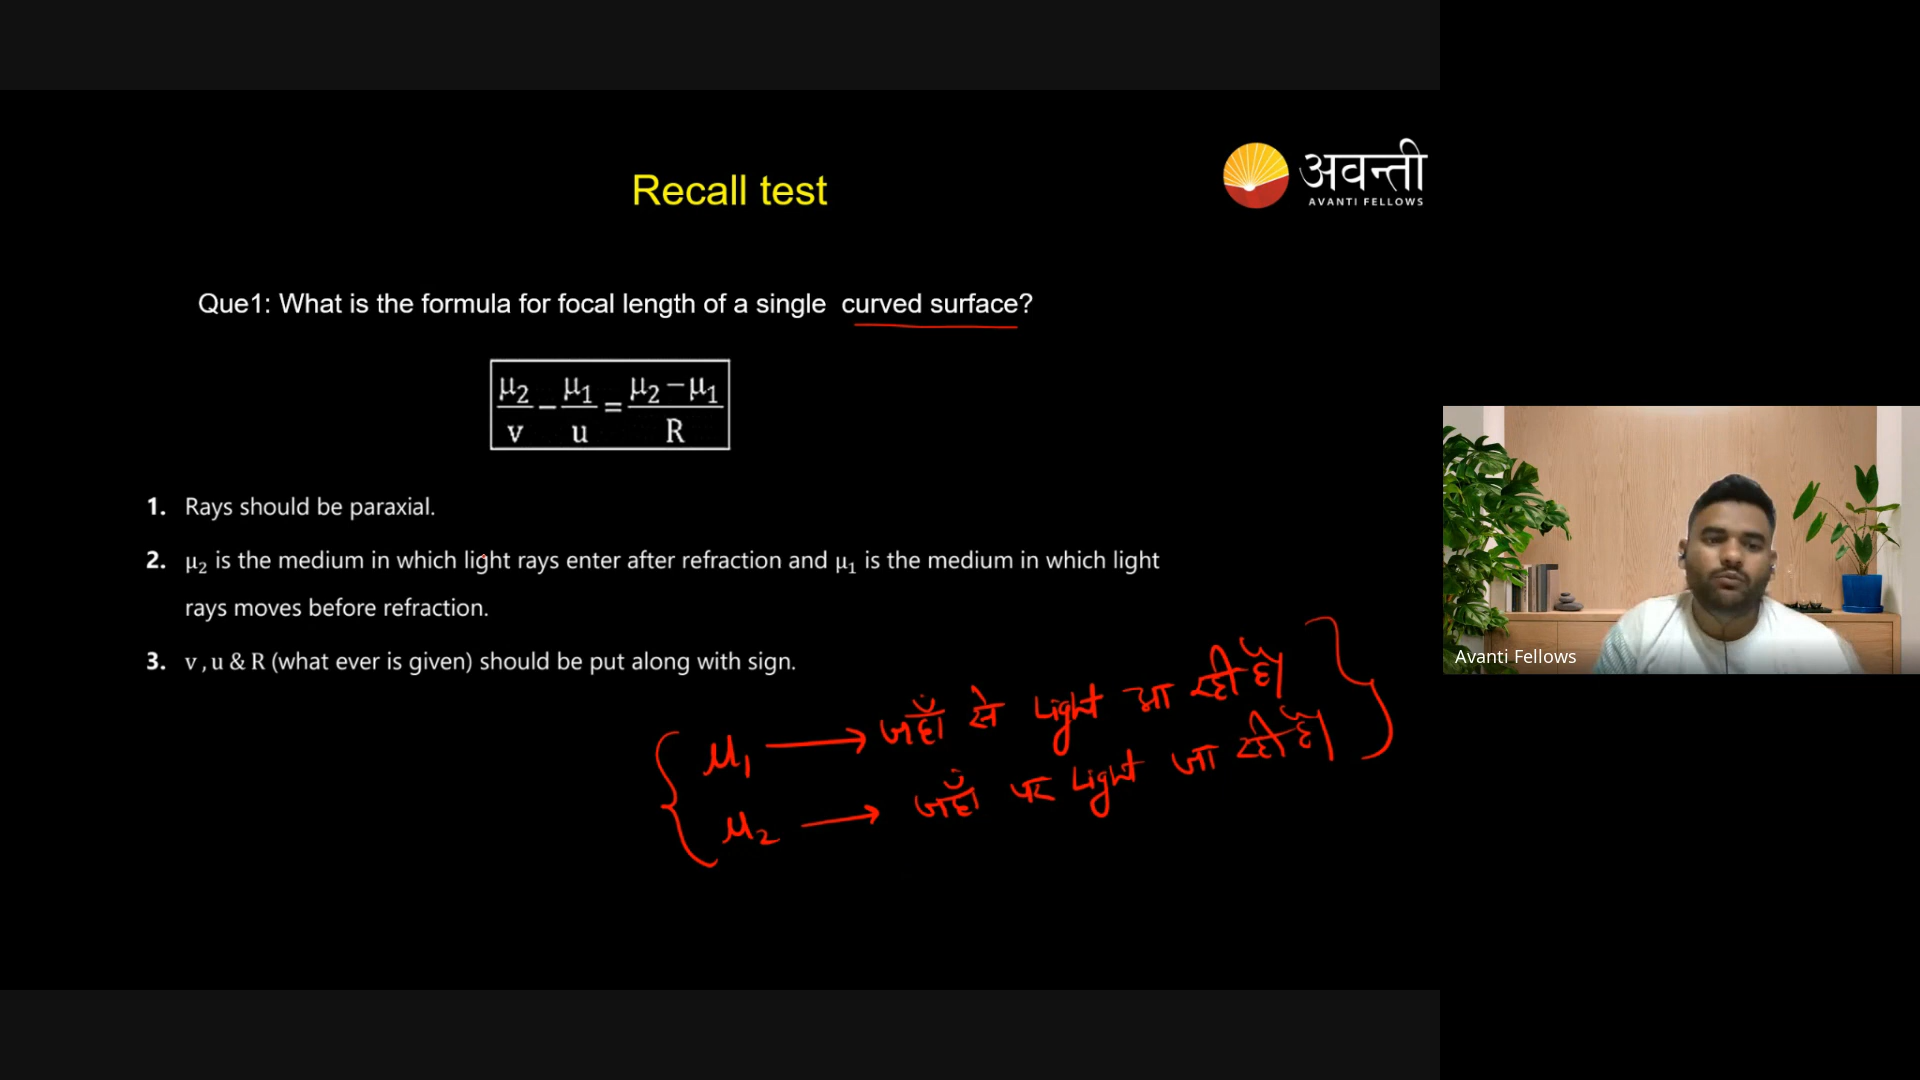 Recall test
अवन्ती
AVANTI FELLOWS
Que1: What is the formula for focal length of a single curved surface?
μ₂/v − μ₁/u = (μ₂ − μ₁)/R
1. Rays should be paraxial.
2. μ₂ is the medium in which light rays enter after refraction and μ₁ is the medium in which light
rays moves before refraction.
3. v , u & R (what ever is given) should be put along with sign.
μ₁ → जहाँ से Light आ रही है।
μ₂ → जहाँ पर Light जा रही है।
Avanti Fellows